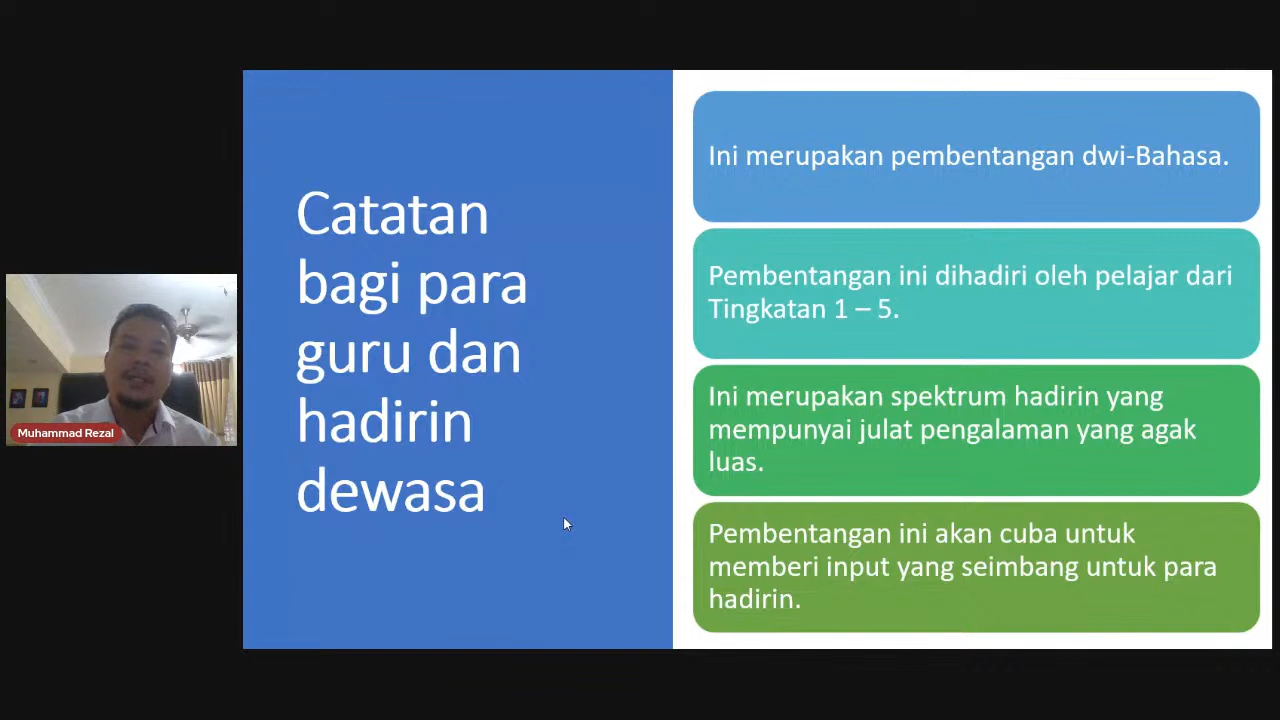 Catatan
bagi para
guru dan
hadirin
dewasa
Ini merupakan pembentangan dwi-Bahasa.
Pembentangan ini dihadiri oleh pelajar dari
Tingkatan 1 – 5.
Ini merupakan spektrum hadirin yang
mempunyai julat pengalaman yang agak
luas.
Pembentangan ini akan cuba untuk
memberi input yang seimbang untuk para
hadirin.
Muhammad Rezal